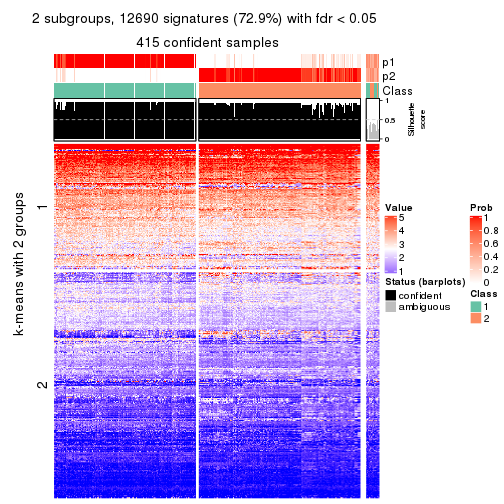 2 subgroups, 12690 signatures (72.9%) with fdr < 0.05
415 confident samples
p1
p2
Class
1
0.5
0
Silhouette
score
k-means with 2 groups
1
2
Value
5
4
3
2
1
Status (barplots)
confident
ambiguous
Prob
1
0.8
0.6
0.4
0.2
0
Class
1
2